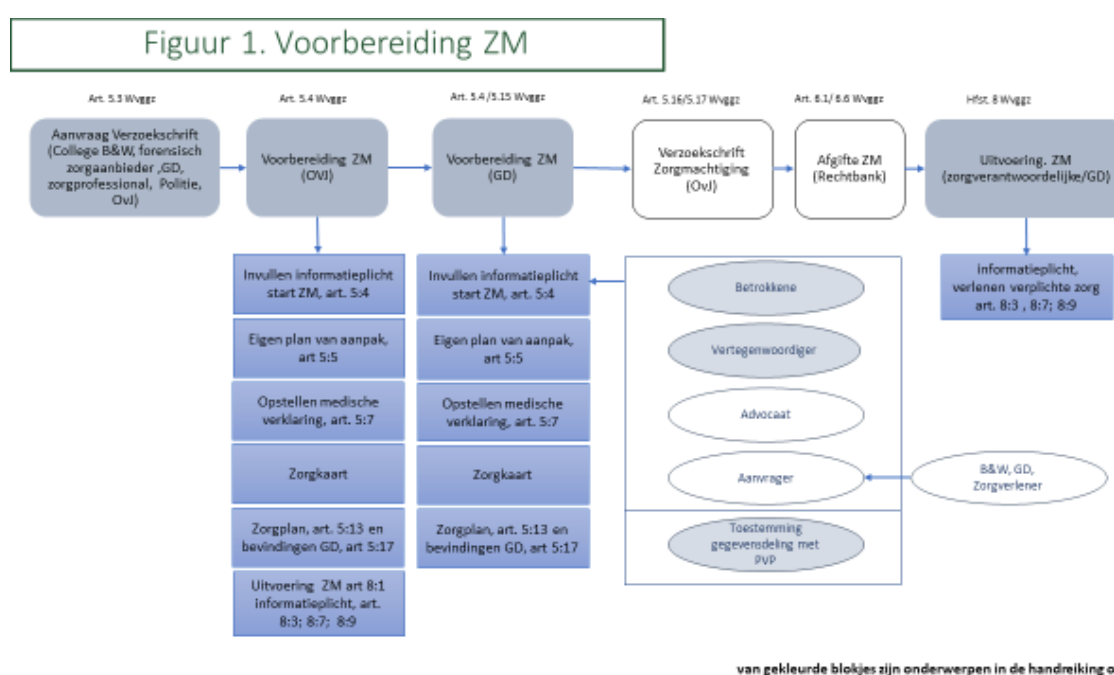 Figuur 1. Voorbereiding ZM
Art. 5.3 Wvggz
Art. 5.4 Wvggz
Art. 5.4 /5.15 Wvggz
Art. 5.16/5.17 Wvggz
Art. 6.1/ 6.6 Wvggz
Hfst. 8 Wvggz
Aanvraag Verzoekschrift
(College B&W, forensisch
zorgaanbieder ,GD,
zorgprofessional, Politie,
OvJ)
Voorbereiding ZM
(OVJ)
Voorbereiding ZM
(GD)
Verzoekschrift
Zorgmachtiging
(OvJ)
Afgifte ZM
(Rechtbank)
Uitvoering. ZM
(zorgverantwoordelijke/GD)
Invullen informatieplicht
start ZM, art. 5:4
Eigen plan van aanpak,
art 5:5
Opstellen medische
verklaring, art. 5:7
Zorgkaart
Zorgplan, art. 5:13 en
bevindingen GD, art 5:17
Uitvoering ZM art 8:1
informatieplicht, art.
8:3; 8:7; 8:9
Invullen informatieplicht
start ZM, art. 5:4
Eigen plan van aanpak,
art 5:5
Opstellen medische
verklaring, art. 5:7
Zorgkaart
Zorgplan, art. 5:13 en
bevindingen GD, art 5:17
Betrokkene
Vertegenwoordiger
Advocaat
Aanvrager
Toestemming
gegevensdeling met
PVP
B&W, GD,
Zorgverlener
informatieplicht,
verlenen verplichte zorg
art. 8:3 , 8:7; 8:9
van gekleurde blokjes zijn onderwerpen in de handreiking o